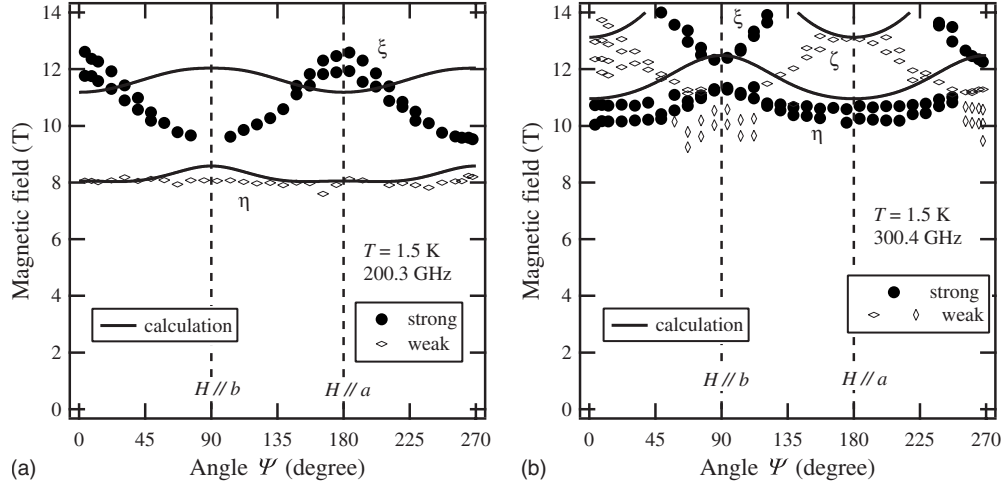 14
12
10
8
6
4
2
0
Magnetic field (T)
ξ
η
T = 1.5 K
200.3 GHz
calculation
strong
weak
H // b
H // a
0 45 90 135 180 225 270
(a) Angle Ψ (degree)
14
12
10
8
6
4
2
0
Magnetic field (T)
ξ
ζ
η
T = 1.5 K
300.4 GHz
strong
weak
calculation
H // b
H // a
0 45 90 135 180 225 270
(b) Angle Ψ (degree)